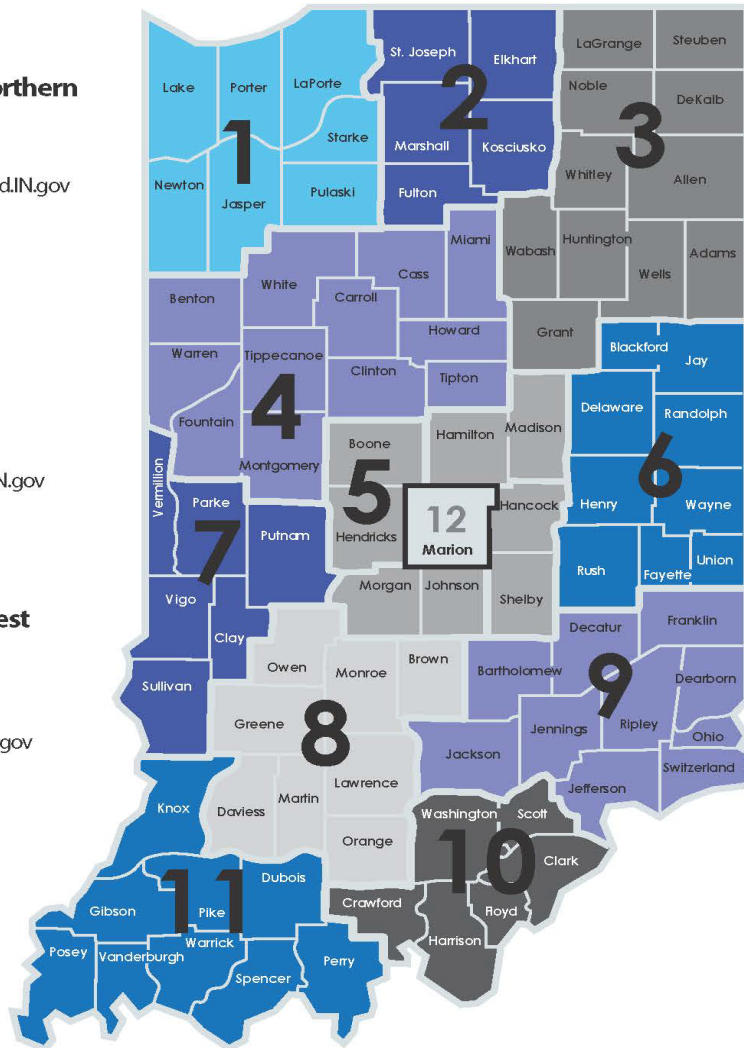 orthern
d.IN.gov
N.gov
est
gov
LaGrange Steuben
St. Joseph Elkhart
Lake Porter LaPorte
Noble DeKalb
1 2 3
Starke Marshall Kosciusko
Whitley Allen
Newton Jasper Pulaski Fulton
Miami Wabash Huntington Wells Adams
White Cass
Benton Carroll
Howard Grant
Warren Tippecanoe Clinton Tipton
Blackford Jay
4
Fountain Montgomery
Delaware Randolph
Boone Hamilton Madison
Vermillion Parke Putnam
5 6 7
Hendricks 12 Hancock Henry Wayne
Marion
Rush Fayette Union
Morgan Johnson Shelby
Vigo Clay
Decatur Franklin
Owen Monroe Brown Bartholomew
9
Dearborn
Sullivan
Greene 8 Jennings Ripley Ohio
Jackson Switzerland
Lawrence Jefferson
Knox Daviess Martin
Orange Washington Scott
10
Clark
Dubois
11
Gibson Pike Crawford Floyd
Warrick Harrison
Posey Vanderburgh Spencer Perry